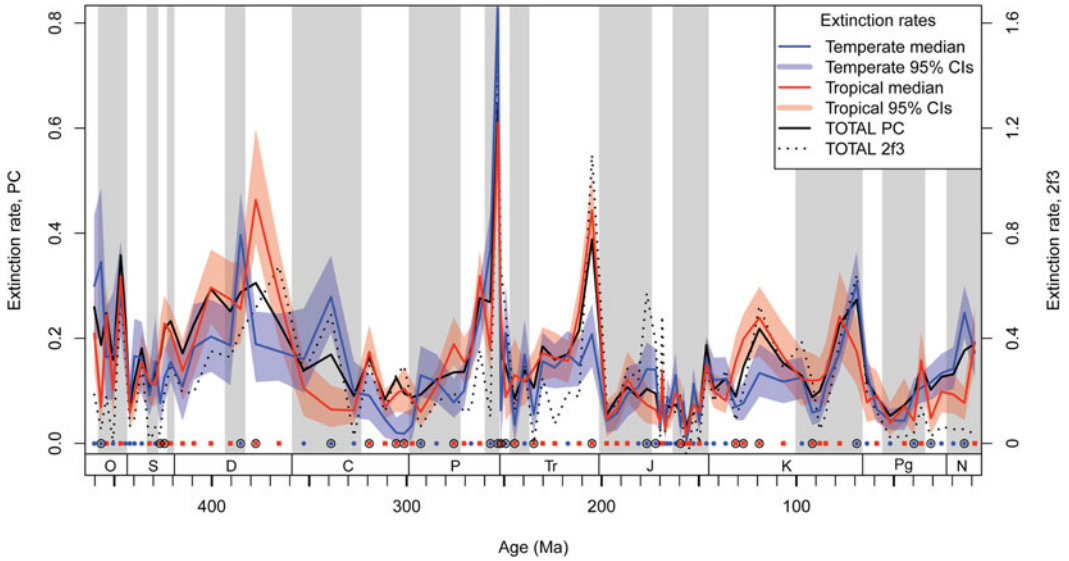 Extinction rates
Temperate median
Temperate 95% CIs
Tropical median
Tropical 95% CIs
TOTAL PC
TOTAL 2f3
Extinction rate, PC
0.8
0.6
0.4
0.2
0.0
Extinction rate, 2f3
1.6
1.2
0.8
0.4
0
O S D C P Tr J K Pg N
400 300 200 100
Age (Ma)